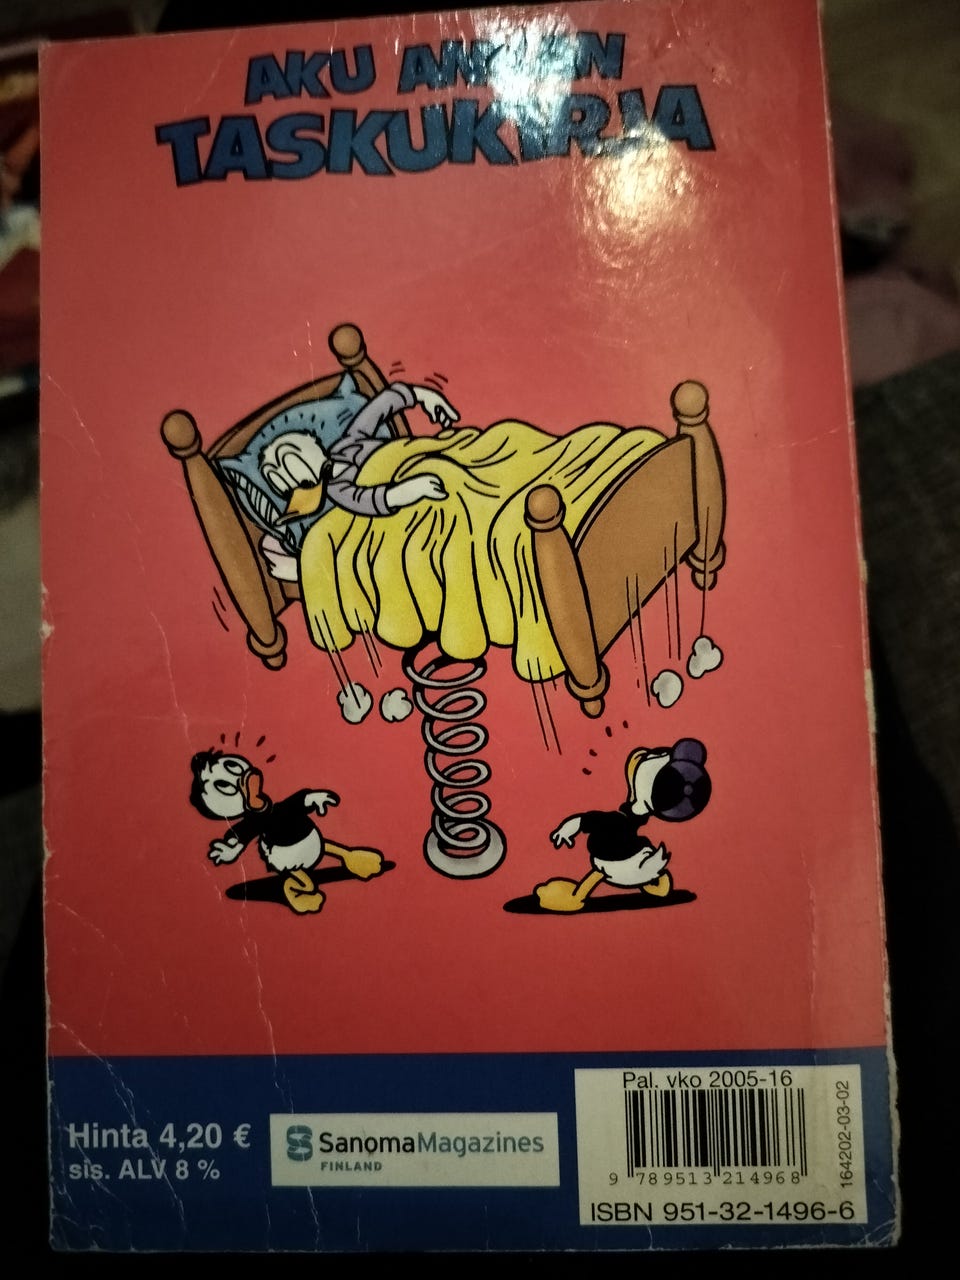 AKU ANKAN
TASKUKIRJA
Hinta 4,20 €
sis. ALV 8 %
SanomaMagazines
FINLAND
Pal. vko 2005-16
9 789513 214968
ISBN 951-32-1496-6
164202-03-02